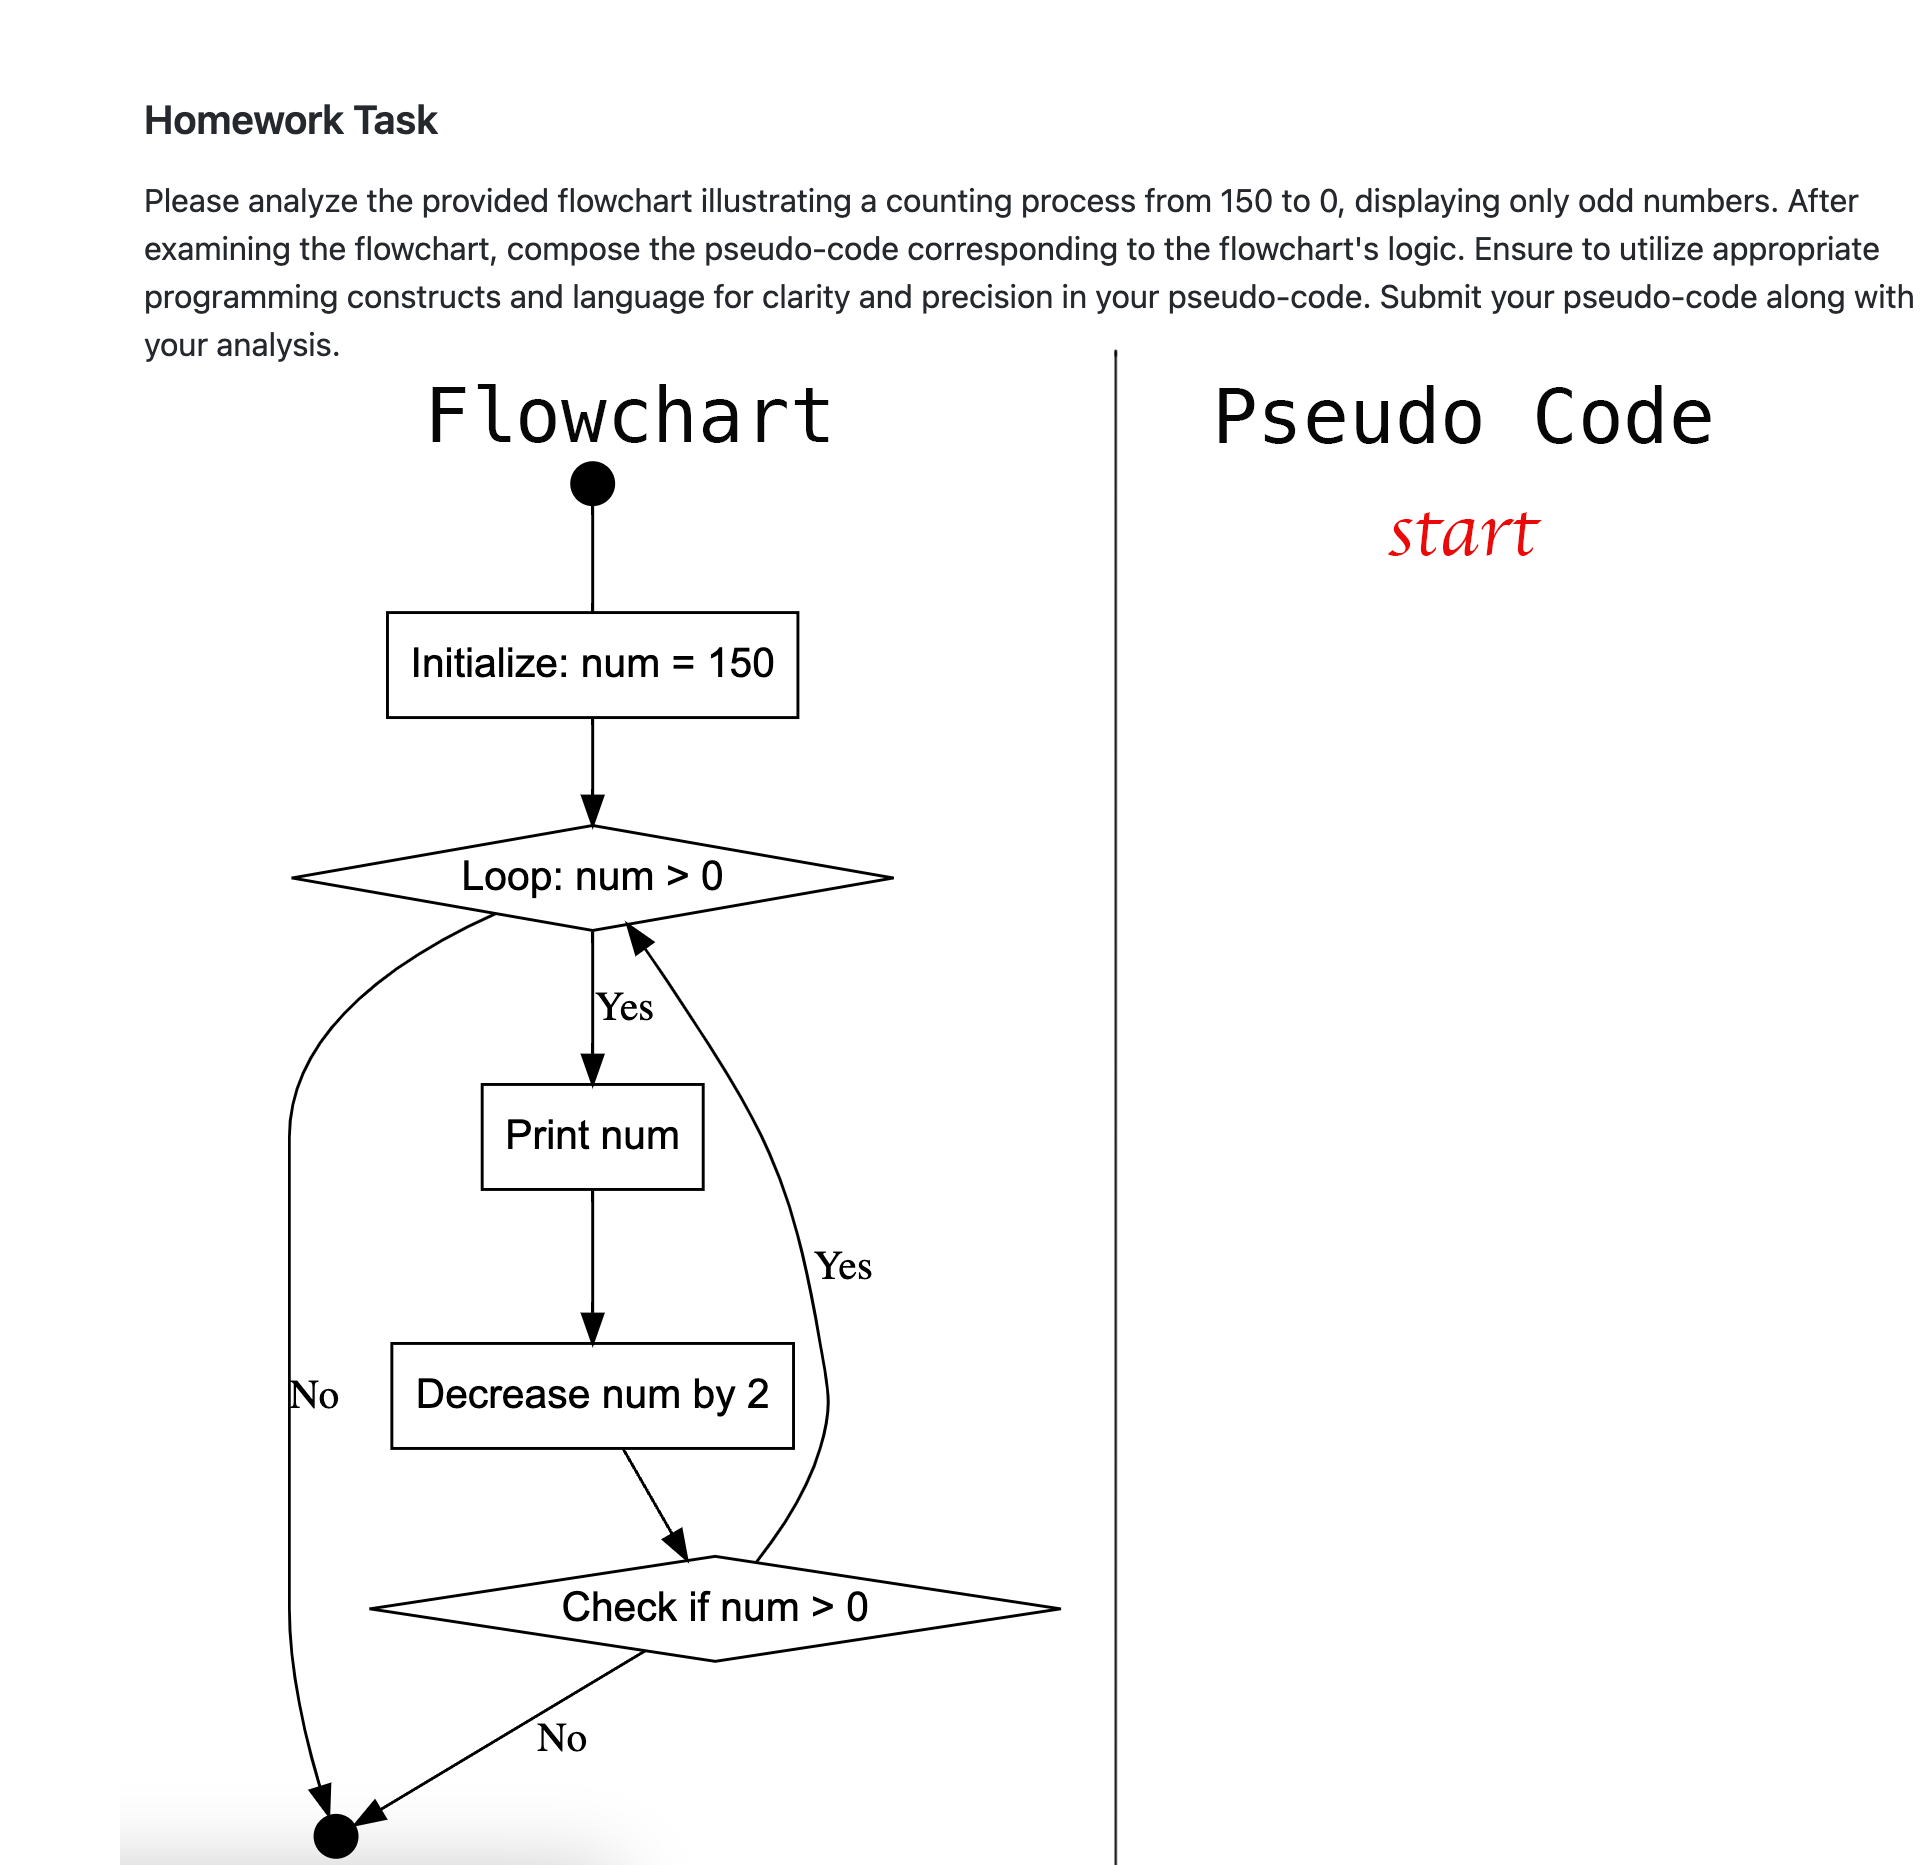 Homework Task
Please analyze the provided flowchart illustrating a counting process from 150 to 0, displaying only odd numbers. After
examining the flowchart, compose the pseudo-code corresponding to the flowchart's logic. Ensure to utilize appropriate
programming constructs and language for clarity and precision in your pseudo-code. Submit your pseudo-code along with
your analysis.
Flowchart
Pseudo Code
start
Initialize: num = 150
Loop: num > 0
Yes
Print num
Yes
No
Decrease num by 2
Check if num > 0
No